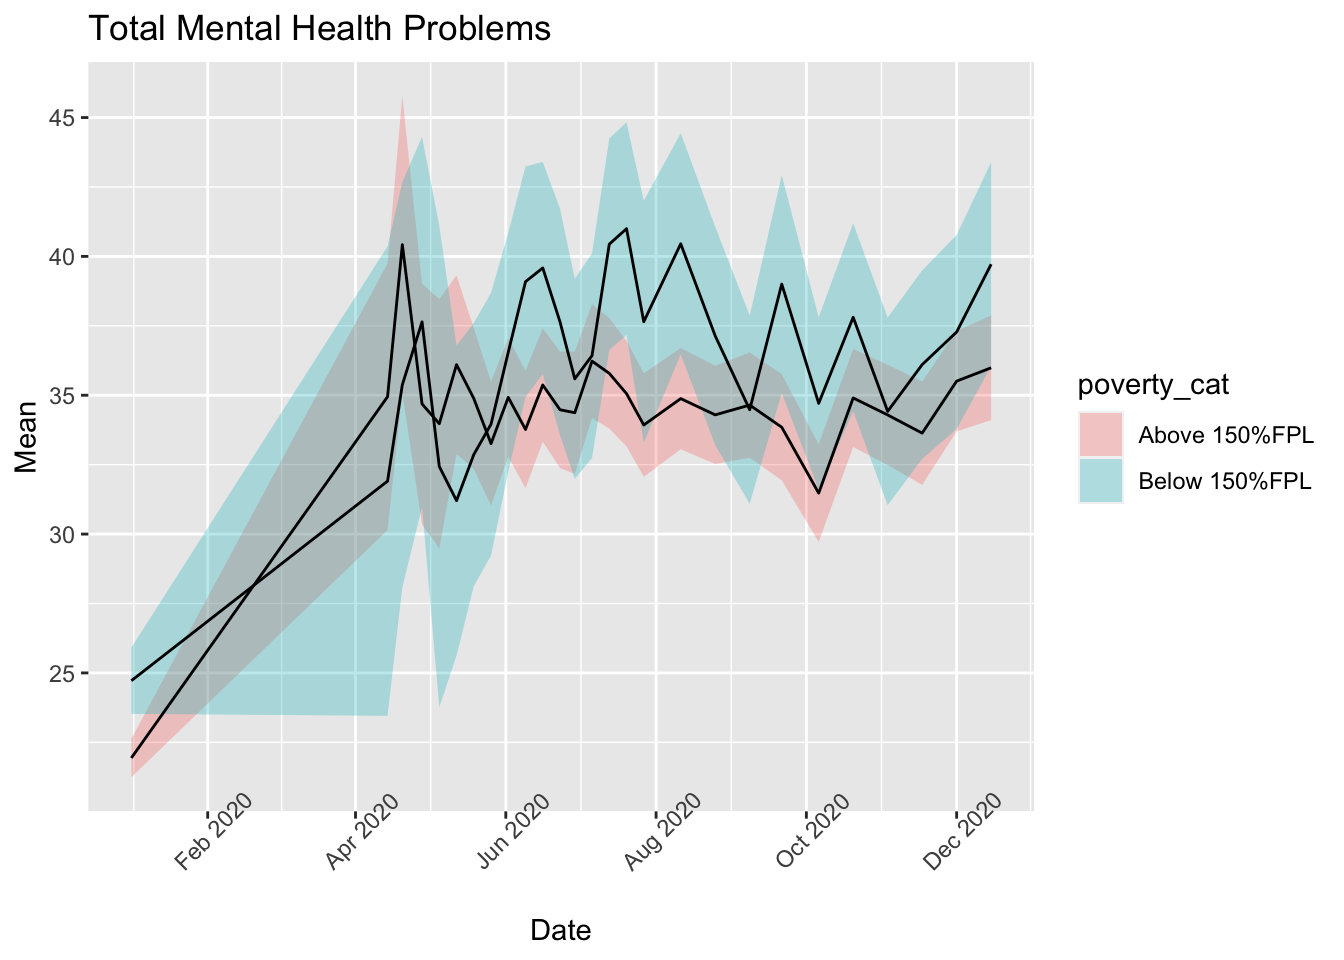 Total Mental Health Problems
45
40
35
30
25
Mean
Feb 2020
Apr 2020
Jun 2020
Aug 2020
Oct 2020
Dec 2020
Date
poverty_cat
Above 150%FPL
Below 150%FPL